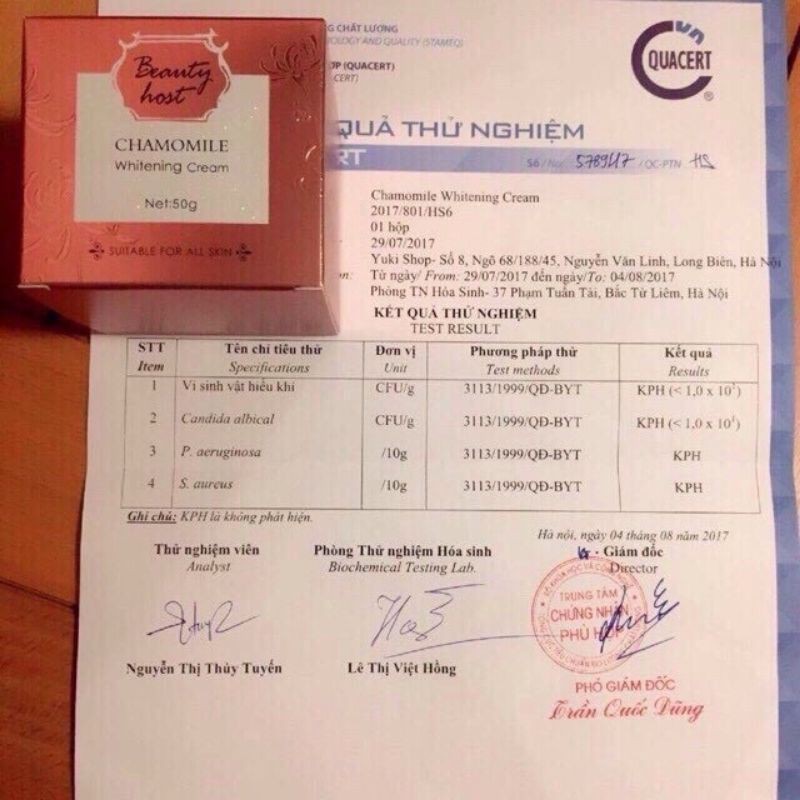 Beauty
host
CHAMOMILE
Whitening Cream
Net:50g
SUITABLE FOR ALL SKIN
CHẤT LƯỢNG
AND QUALITY (STAMEQ)
(QUACERT)
CERT)
QUACERT
®
QUẢ THỬ NGHIỆM
RT
Số / No: 5789/17 / QC-PTN HS
Chamomile Whitening Cream
2017/801/HS6
01 hộp
29/07/2017
Yuki Shop- Số 8, Ngõ 68/188/45, Nguyễn Văn Linh, Long Biên, Hà Nội
Từ ngày/ From: 29/07/2017 đến ngày/To: 04/08/2017
Phòng TN Hóa Sinh- 37 Phạm Tuấn Tài, Bắc Từ Liêm, Hà Nội
KẾT QUẢ THỬ NGHIỆM
TEST RESULT
STT Tên chỉ tiêu thử Đơn vị Phương pháp thử Kết quả
Item Specifications Unit Test methods Results
1 Vi sinh vật hiếu khí CFU/g 3113/1999/QĐ-BYT KPH (< 1,0 x
2 Candida albical CFU/g 3113/1999/QĐ-BYT KPH (< 1,0 x
3 P. aeruginosa /10g 3113/1999/QĐ-BYT KPH
4 S. aureus /10g 3113/1999/QĐ-BYT KPH
Ghi chú: KPH là không phát hiện.
Hà nội, ngày 04 tháng 08 năm 2017
Thử nghiệm viên Phòng Thử nghiệm Hóa sinh Giám đốc
Analyst Biochemical Testing Lab. Director
TRUNG TÂM
CHỨNG NHẬN
PHÙ HỢP
Nguyễn Thị Thủy Tuyến Lê Thị Việt Hồng
PHÓ GIÁM ĐỐC
Trần Quốc Dũng